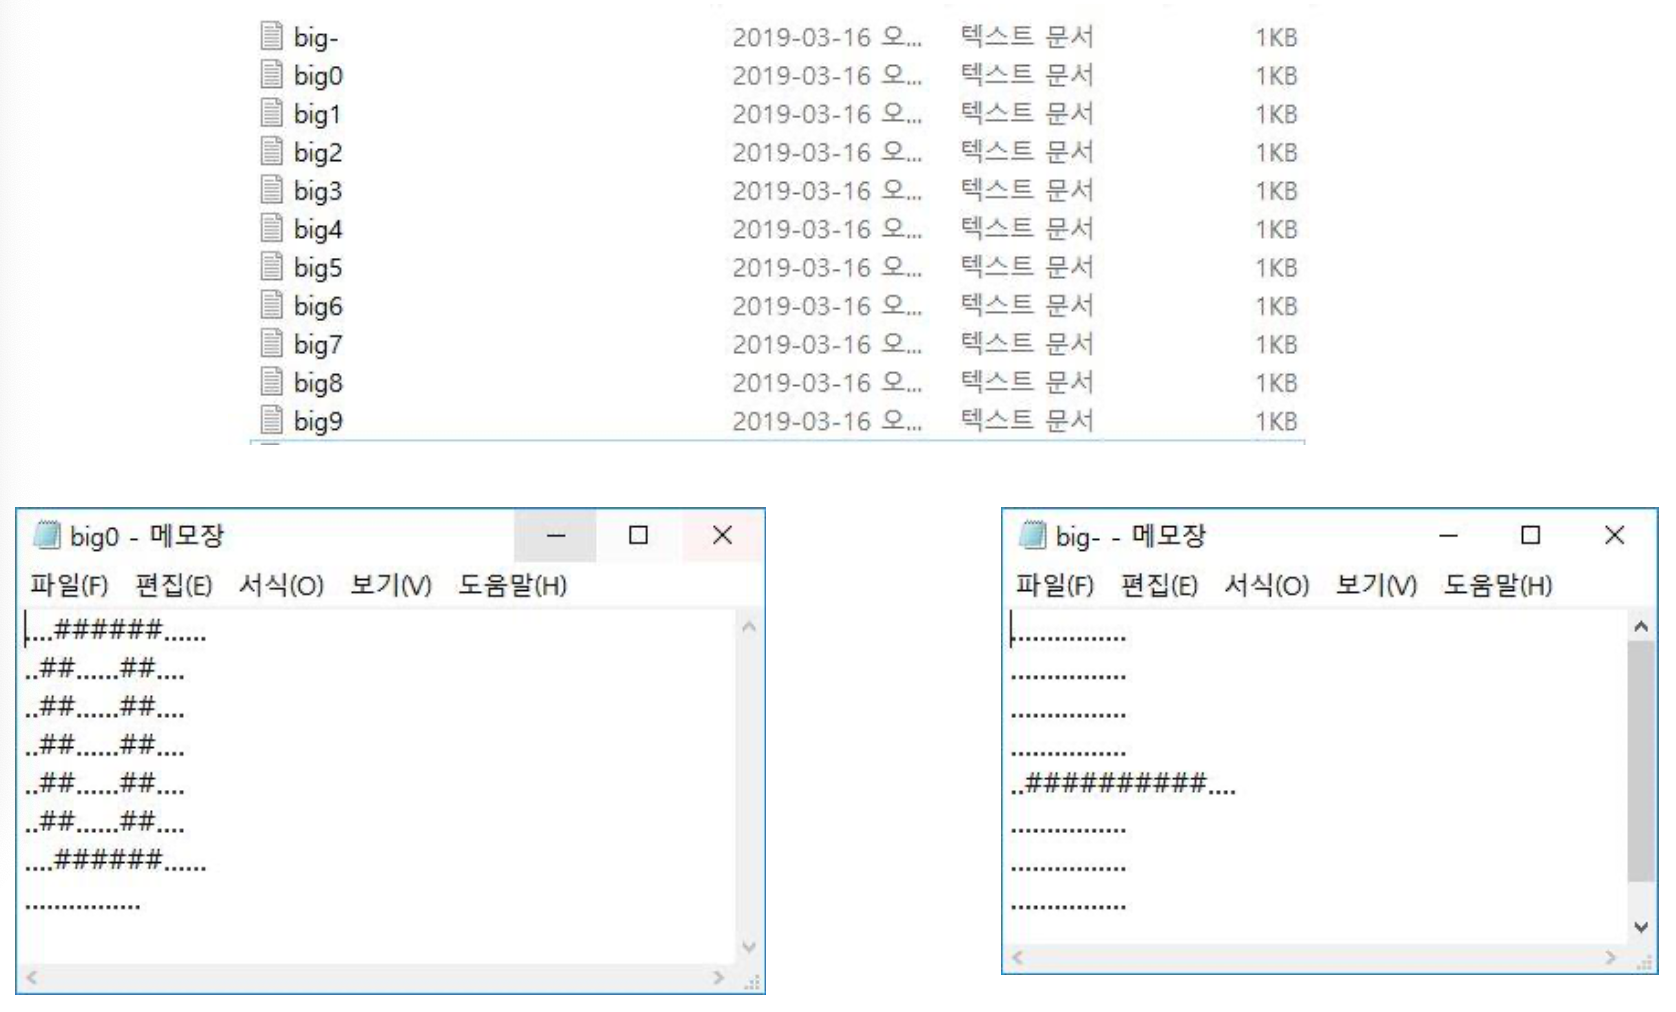 big- 2019-03-16 오... 텍스트 문서 1KB
big0 2019-03-16 오... 텍스트 문서 1KB
big1 2019-03-16 오... 텍스트 문서 1KB
big2 2019-03-16 오... 텍스트 문서 1KB
big3 2019-03-16 오... 텍스트 문서 1KB
big4 2019-03-16 오... 텍스트 문서 1KB
big5 2019-03-16 오... 텍스트 문서 1KB
big6 2019-03-16 오... 텍스트 문서 1KB
big7 2019-03-16 오... 텍스트 문서 1KB
big8 2019-03-16 오... 텍스트 문서 1KB
big9 2019-03-16 오... 텍스트 문서 1KB
big0 - 메모장
파일(F) 편집(E) 서식(O) 보기(V) 도움말(H)
....######......
..##......##....
..##......##....
..##......##....
..##......##....
..##......##....
....######......
................
big- - 메모장
파일(F) 편집(E) 서식(O) 보기(V) 도움말(H)
................
................
................
................
..##########....
................
................
................